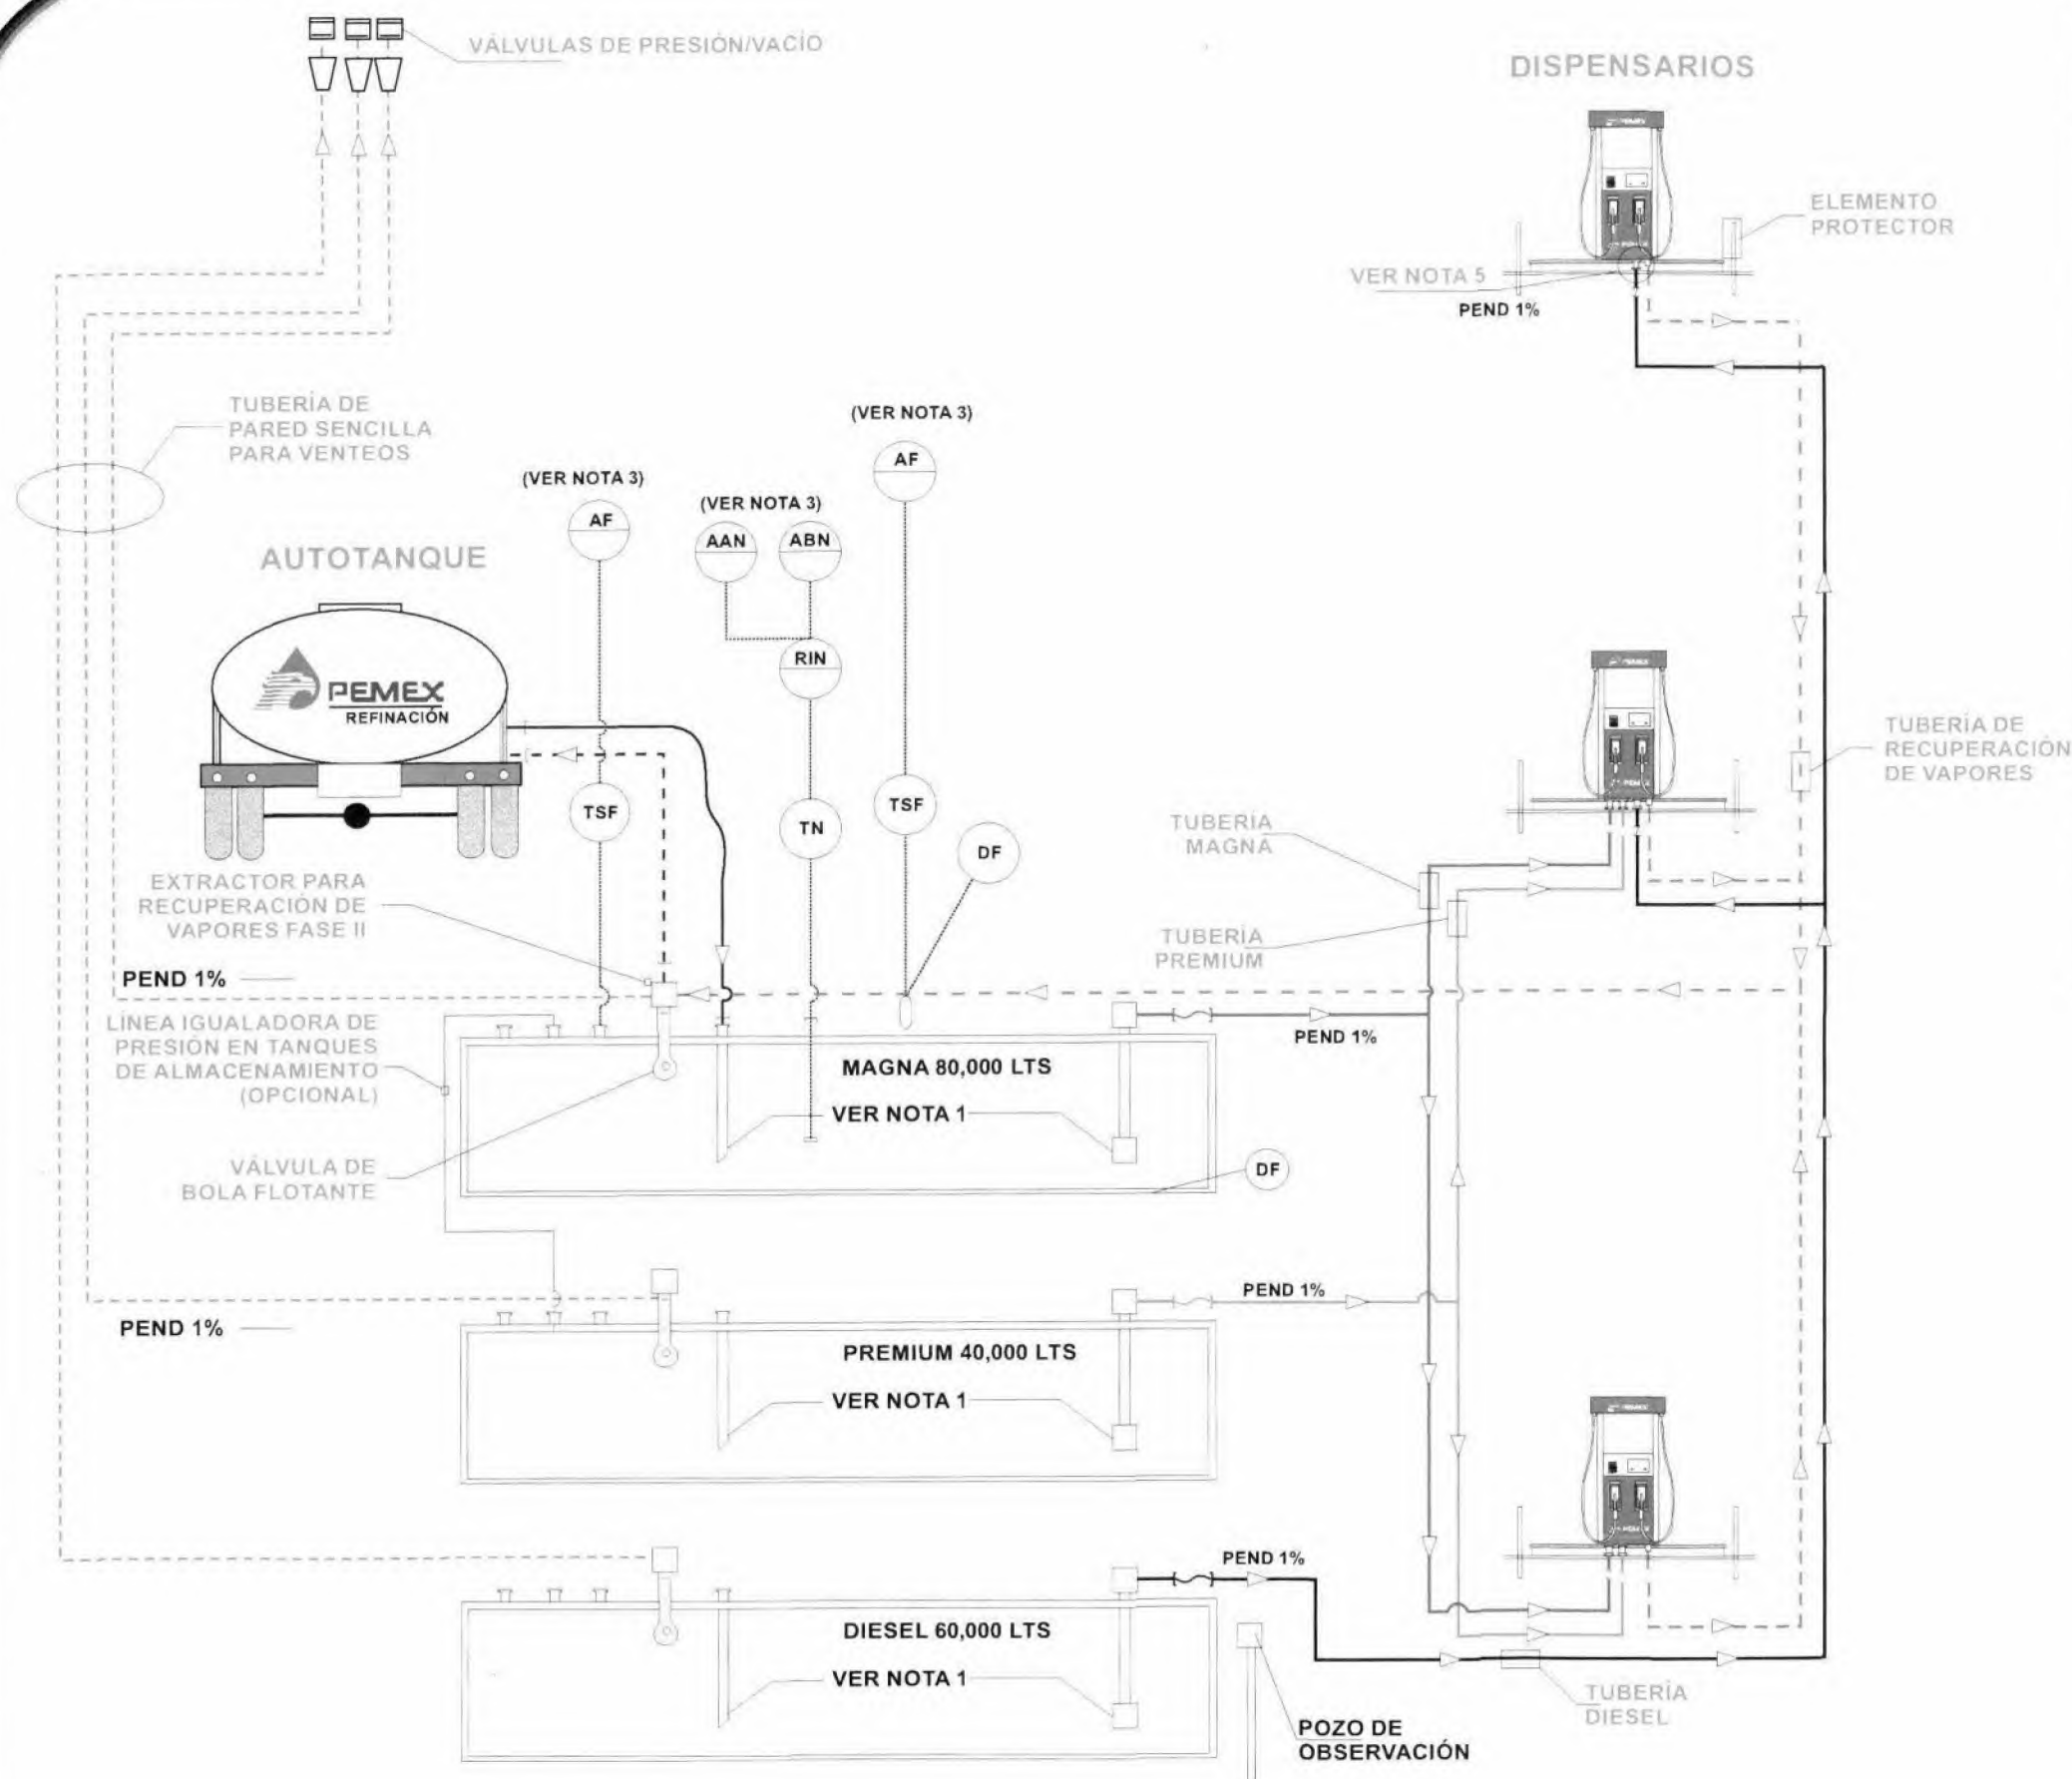 VÁLVULAS DE PRESIÓN/VACÍO
DISPENSARIOS
ELEMENTO
PROTECTOR
VER NOTA 5
PEND 1%
TUBERÍA DE
PARED SENCILLA
PARA VENTEOS
(VER NOTA 3)
AF
(VER NOTA 3)
AF
(VER NOTA 3)
AAN
ABN
AUTOTANQUE
RIN
PEMEX
REFINACIÓN
TSF
TN
TSF
DF
TUBERÍA DE
RECUPERACIÓN
DE VAPORES
TUBERÍA
MAGNA
TUBERÍA
PREMIUM
EXTRACTOR PARA
RECUPERACIÓN DE
VAPORES FASE II
PEND 1%
LÍNEA IGUALADORA DE
PRESIÓN EN TANQUES
DE ALMACENAMIENTO
(OPCIONAL)
PEND 1%
MAGNA 80,000 LTS
VER NOTA 1
VÁLVULA DE
BOLA FLOTANTE
DF
PEND 1%
PEND 1%
PREMIUM 40,000 LTS
VER NOTA 1
PEND 1%
DIESEL 60,000 LTS
VER NOTA 1
TUBERÍA
DIESEL
POZO DE
OBSERVACIÓN